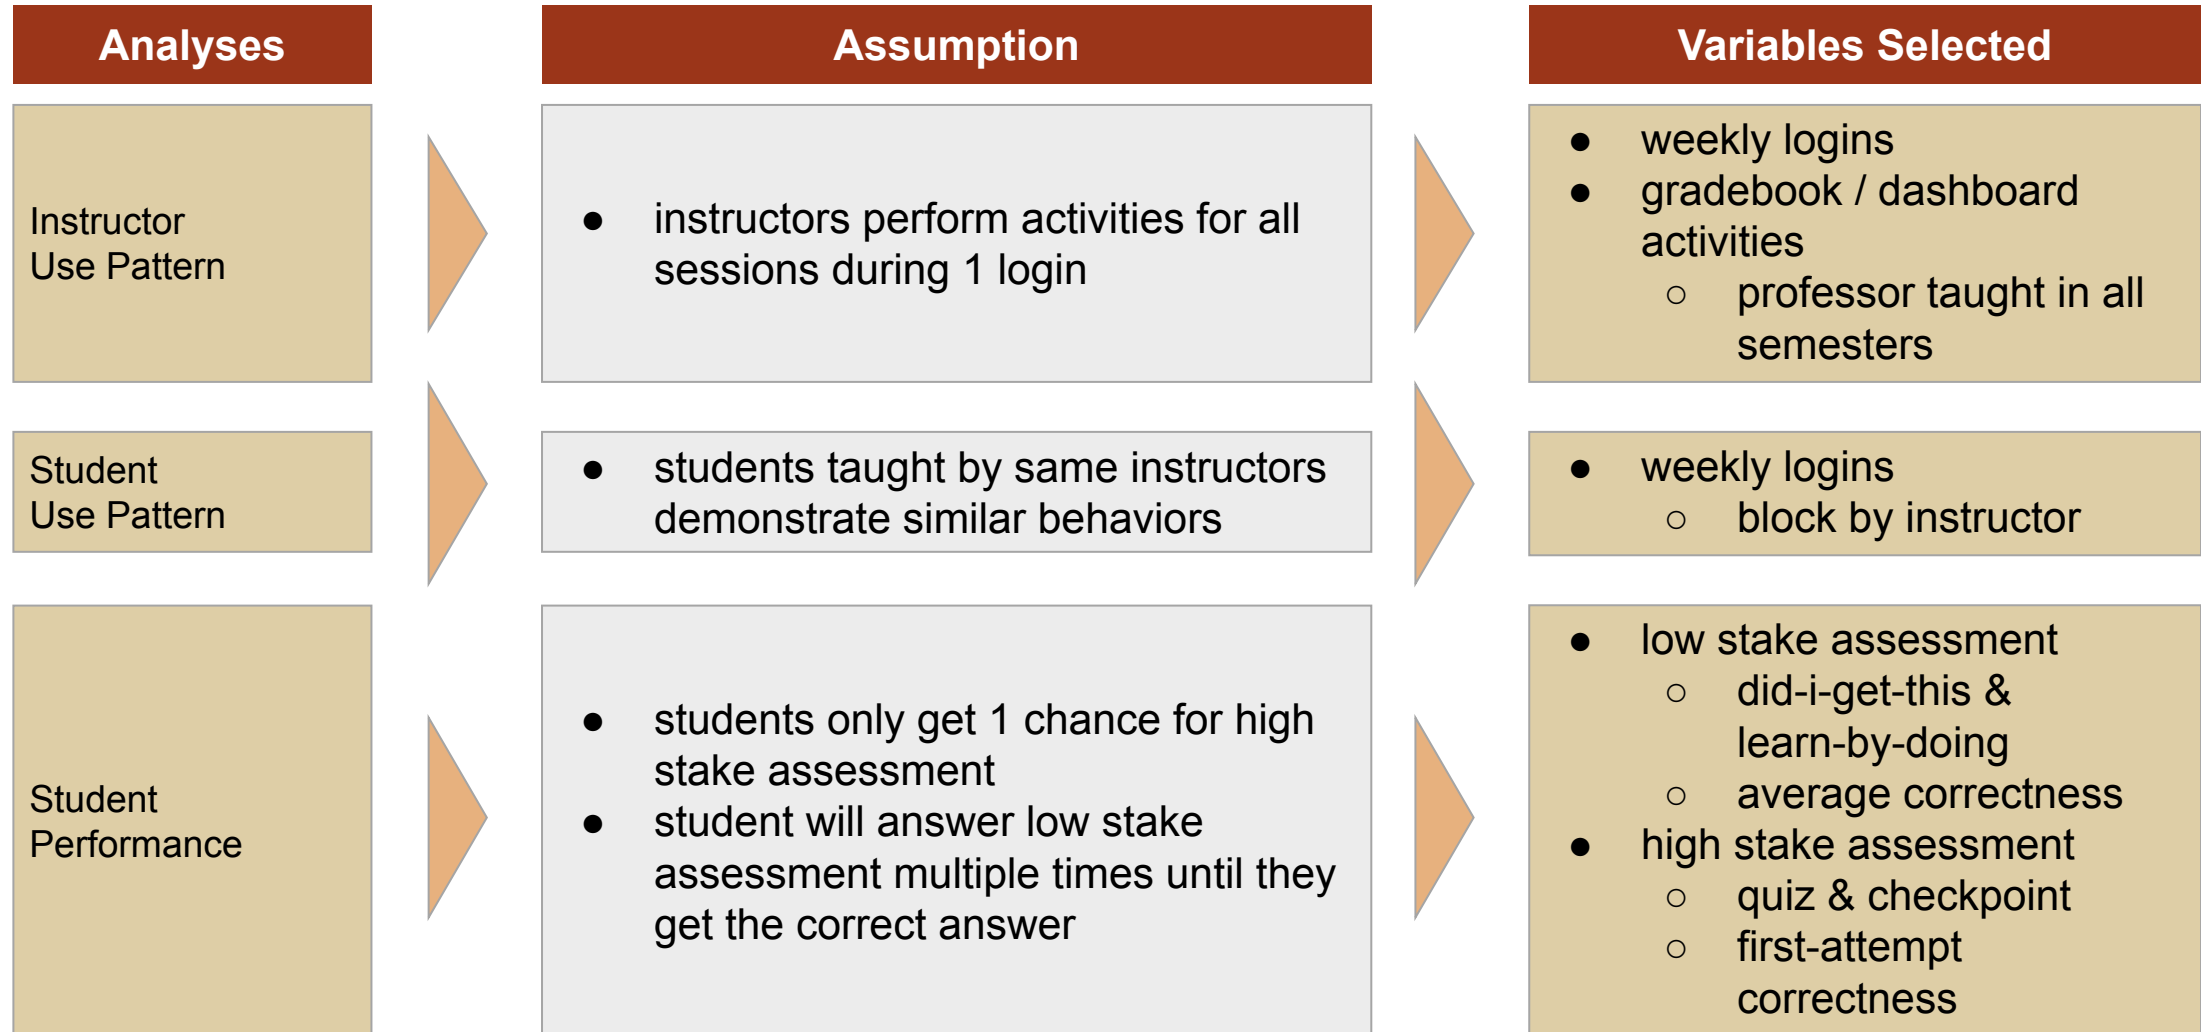 Analyses
Assumption
Variables Selected
Instructor
Use Pattern
● instructors perform activities for all
sessions during 1 login
● weekly logins
● gradebook / dashboard
activities
○ professor taught in all
semesters
Student
Use Pattern
● students taught by same instructors
demonstrate similar behaviors
● weekly logins
○ block by instructor
Student
Performance
● students only get 1 chance for high
stake assessment
● student will answer low stake
assessment multiple times until they
get the correct answer
● low stake assessment
○ did-i-get-this &
learn-by-doing
○ average correctness
● high stake assessment
○ quiz & checkpoint
○ first-attempt
correctness